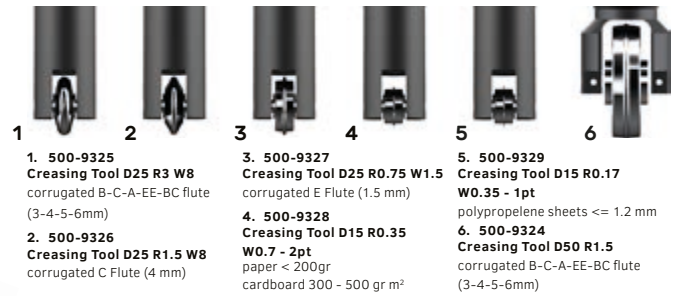 1
2
3
4
5
6
1. 500-9325
Creasing Tool D25 R3 W8
corrugated B-C-A-EE-BC flute
(3-4-5-6mm)
2. 500-9326
Creasing Tool D25 R1.5 W8
corrugated C Flute (4 mm)
3. 500-9327
Creasing Tool D25 R0.75 W1.5
corrugated E Flute (1.5 mm)
4. 500-9328
Creasing Tool D15 R0.35
W0.7 - 2pt
paper < 200gr
cardboard 300 - 500 gr m²
5. 500-9329
Creasing Tool D15 R0.17
W0.35 - 1pt
polypropelene sheets <= 1.2 mm
6. 500-9324
Creasing Tool D50 R1.5
corrugated B-C-A-EE-BC flute
(3-4-5-6mm)